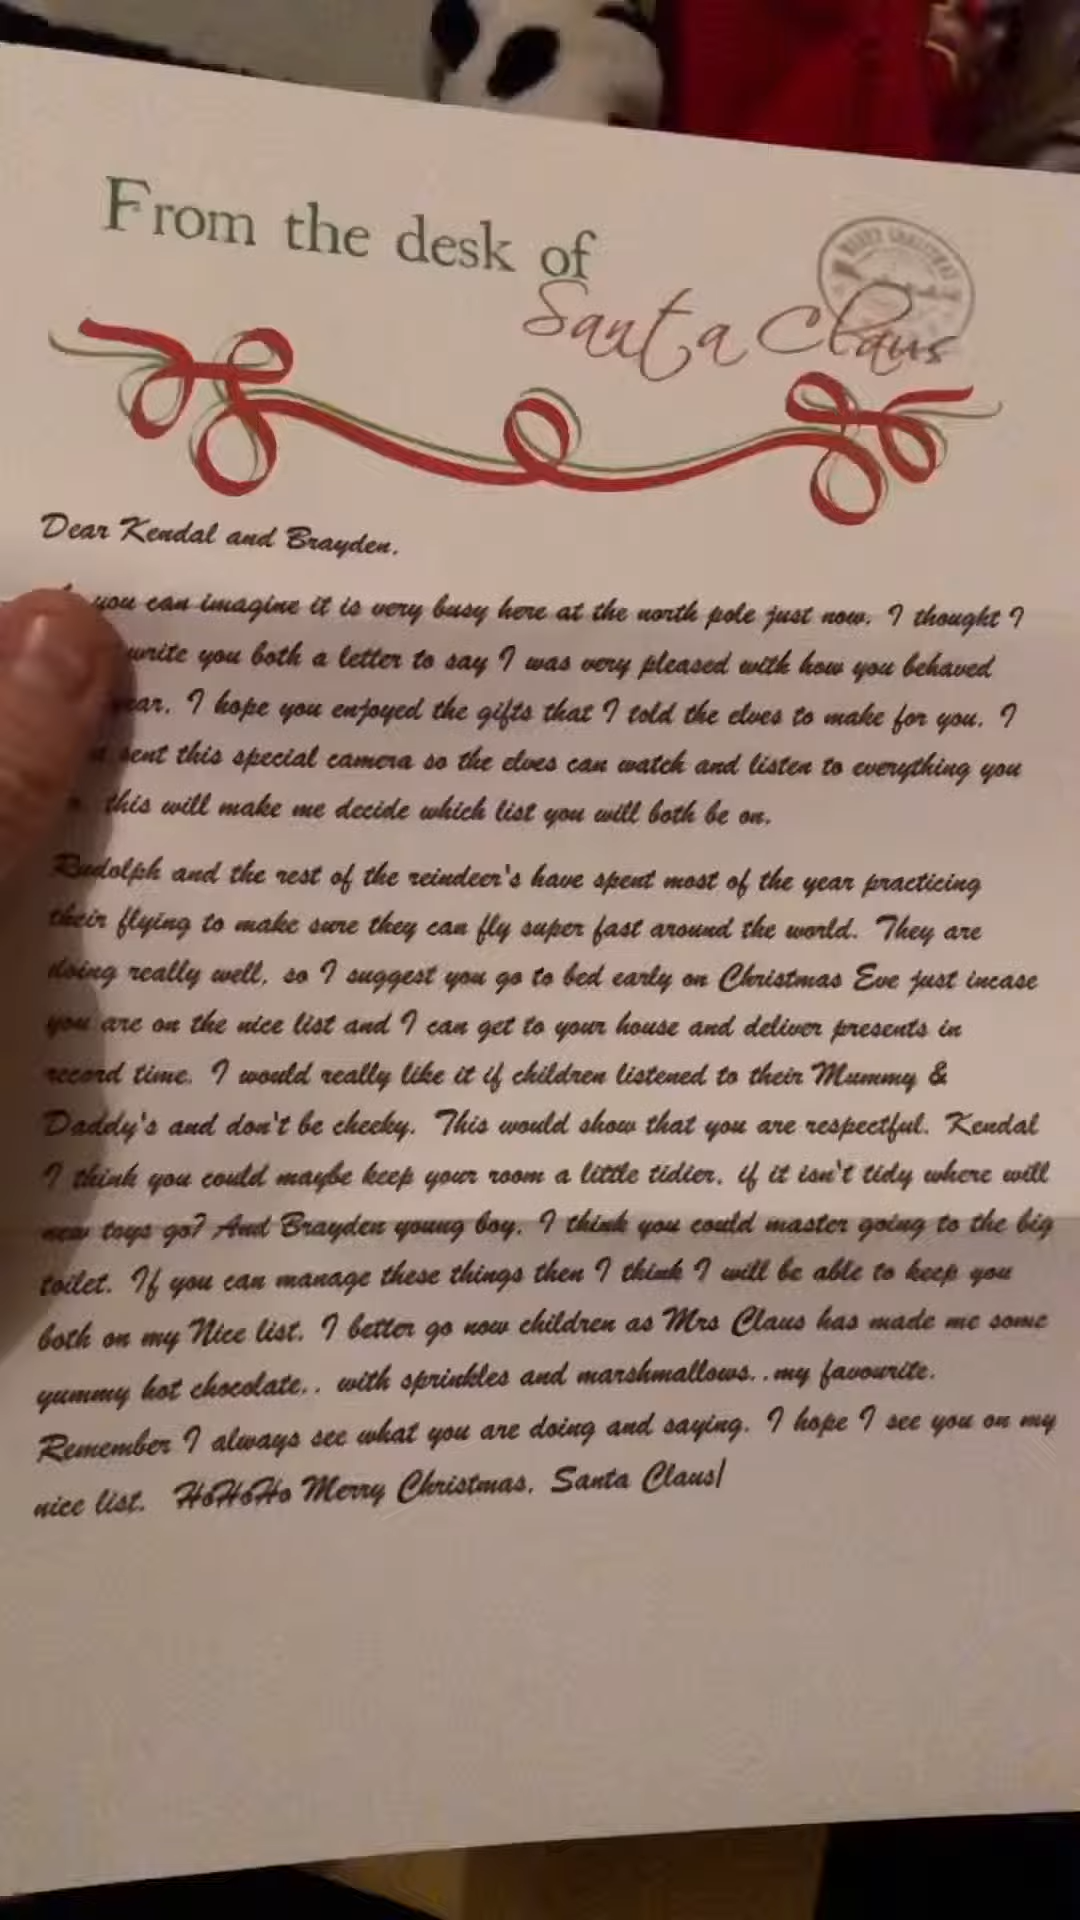 From the desk of
Santa Claus
MERRY CHRISTMAS
Dear Kendal and Brayden,
you can imagine it is very busy here at the north pole just now. I thought I
write you both a letter to say I was very pleased with how you behaved
I hope you enjoyed the gifts that I told the elves to make for you. I
sent this special camera so the elves can watch and listen to everything you
this will make me decide which list you will both be on.
Rudolph and the rest of the reindeer's have spent most of the year practicing
their flying to make sure they can fly super fast around the world. They are
doing really well, so I suggest you go to bed early on Christmas Eve just incase
you are on the nice list and I can get to your house and deliver presents in
record time. I would really like it if children listened to their Mummy &
Daddy's and don't be cheeky. This would show that you are respectful. Kendal
I think you could maybe keep your room a little tidier, if it isn't tidy where will
new toys go? And Brayden young boy, I think you could master going to the big
toilet. If you can manage these things then I think I will be able to keep you
both on my Nice list. I better go now children as Mrs Claus has made me some
yummy hot chocolate.. with sprinkles and marshmallows..my favourite.
Remember I always see what you are doing and saying. I hope I see you on my
nice list. HoHoHo Merry Christmas, Santa Claus!